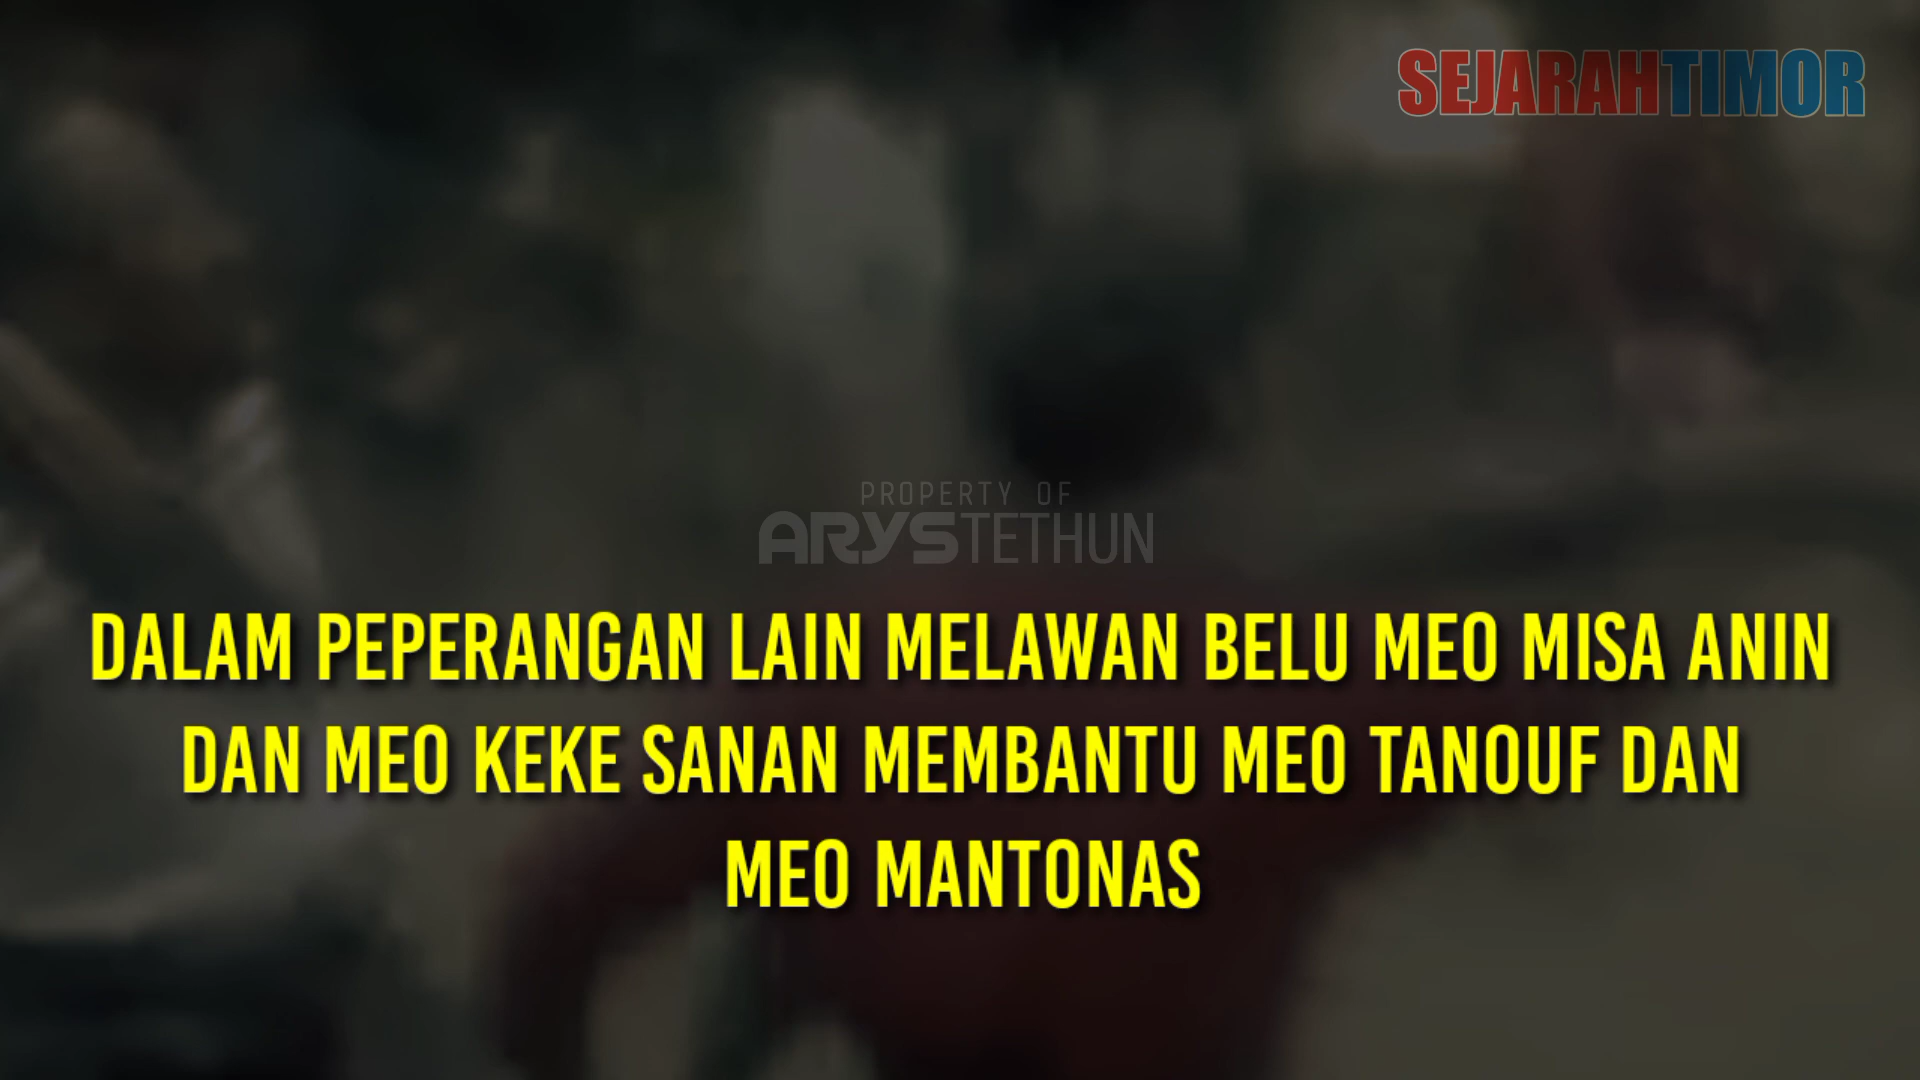 SEJARAHTIMOR
PROPERTY OF
ARYSTETHUN
DALAM PEPERANGAN LAIN MELAWAN BELU MEO MISA ANIN
DAN MEO KEKE SANAN MEMBANTU MEO TANOUF DAN
MEO MANTONAS